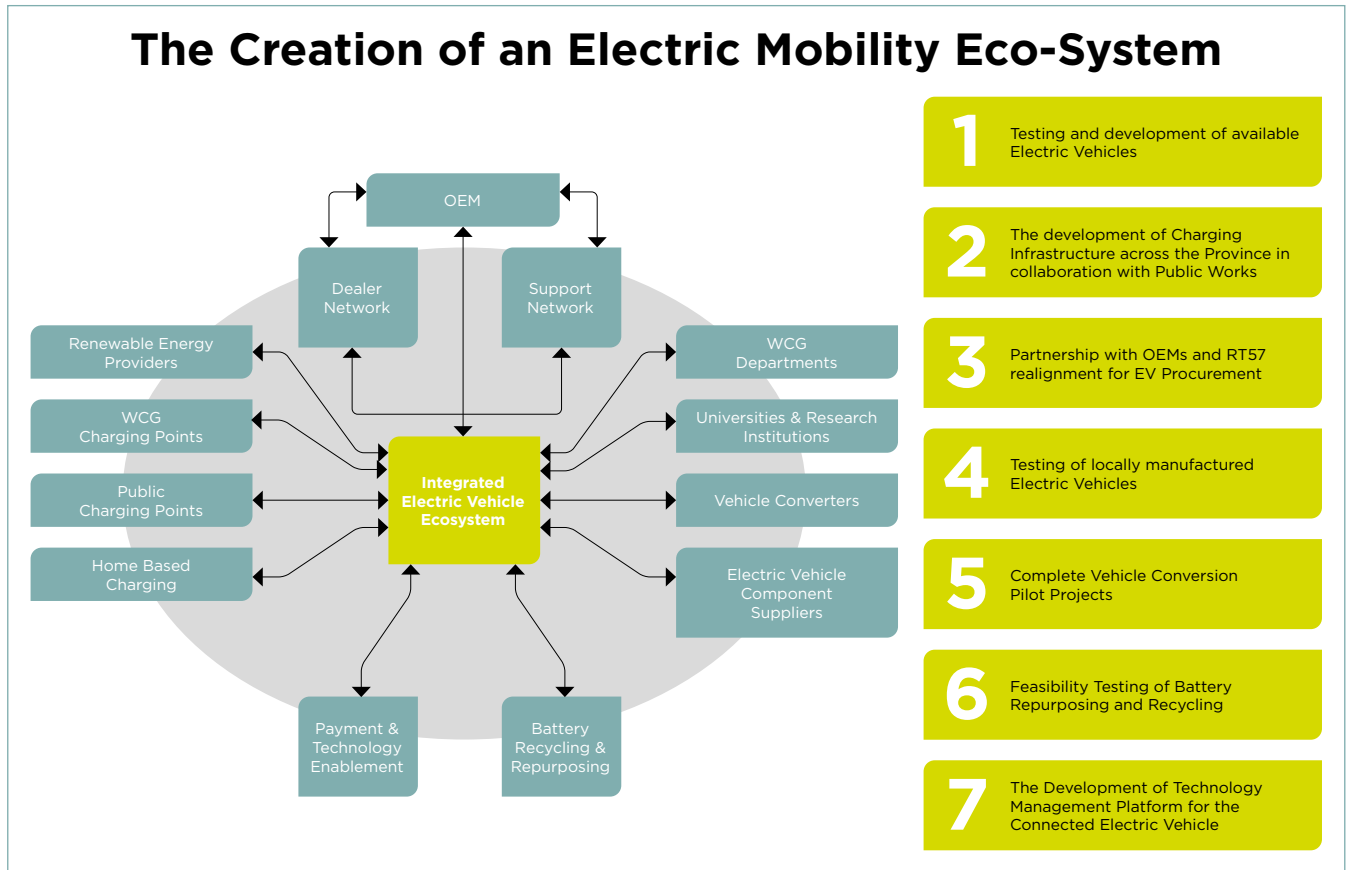 The Creation of an Electric Mobility Eco-System
OEM
Dealer
Network
Support
Network
Renewable Energy
Providers
WCG
Charging Points
Public
Charging Points
Home Based
Charging
Integrated
Electric Vehicle
Ecosystem
WCG
Departments
Universities & Research
Institutions
Vehicle Converters
Electric Vehicle
Component
Suppliers
Payment &
Technology
Enablement
Battery
Recycling &
Repurposing
1
Testing and development of available
Electric Vehicles
2
The development of Charging
Infrastructure across the Province in
collaboration with Public Works
3
Partnership with OEMs and RT57
realignment for EV Procurement
4
Testing of locally manufactured
Electric Vehicles
5
Complete Vehicle Conversion
Pilot Projects
6
Feasibility Testing of Battery
Repurposing and Recycling
7
The Development of Technology
Management Platform for the
Connected Electric Vehicle